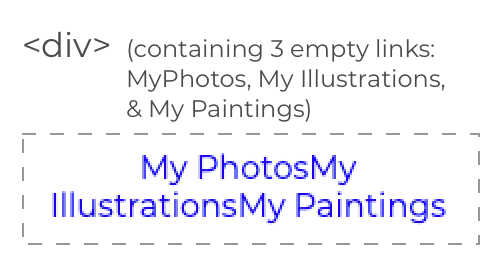 <div> (containing 3 empty links:
MyPhotos, My Illustrations,
& My Paintings)
My PhotosMy
IllustrationsMy Paintings